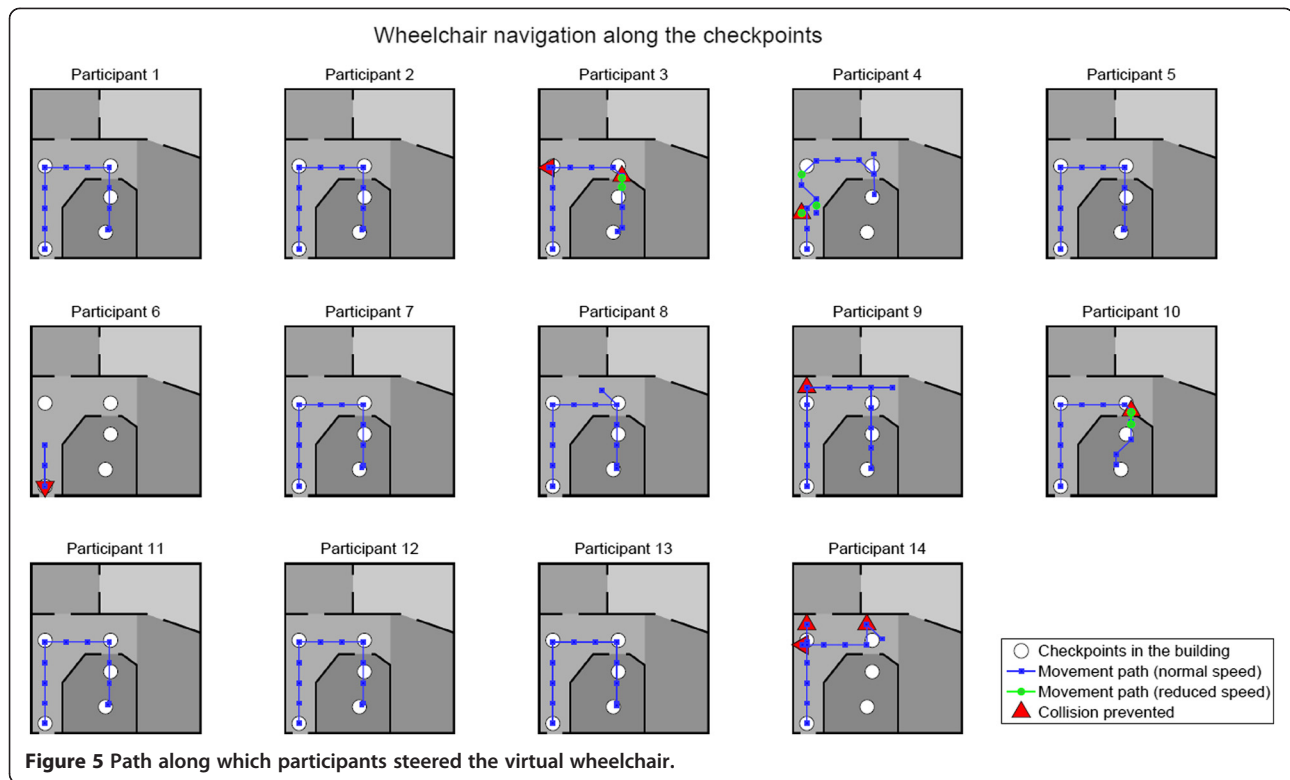 Wheelchair navigation along the checkpoints
Participant 1
Participant 2
Participant 3
Participant 4
Participant 5
Participant 6
Participant 7
Participant 8
Participant 9
Participant 10
Participant 11
Participant 12
Participant 13
Participant 14
Checkpoints in the building
Movement path (normal speed)
Movement path (reduced speed)
Collision prevented
Figure 5 Path along which participants steered the virtual wheelchair.